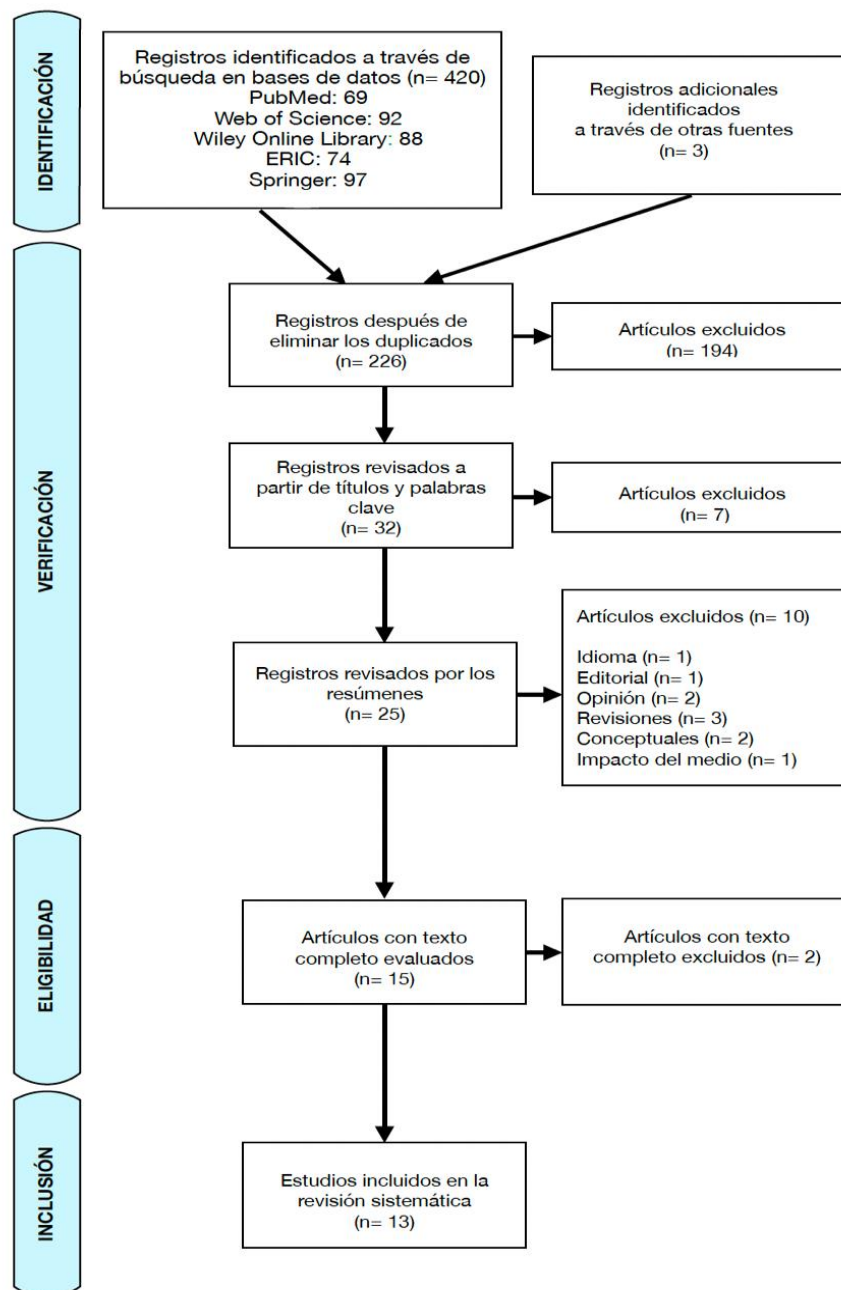 IDENTIFICACIÓN
Registros identificados a través de
búsqueda en bases de datos (n= 420)
PubMed: 69
Web of Science: 92
Wiley Online Library: 88
ERIC: 74
Springer: 97
Registros adicionales
identificados
a través de otras fuentes
(n= 3)
VERIFICACIÓN
Registros después de
eliminar los duplicados
(n= 226)
Artículos excluidos
(n= 194)
Registros revisados a
partir de títulos y palabras
clave
(n= 32)
Artículos excluidos
(n= 7)
Registros revisados por los
resúmenes
(n= 25)
Artículos excluidos (n= 10)
Idioma (n= 1)
Editorial (n= 1)
Opinión (n= 2)
Revisiones (n= 3)
Conceptuales (n= 2)
Impacto del medio (n= 1)
ELIGIBILIDAD
Artículos con texto
completo evaluados
(n= 15)
Artículos con texto
completo excluidos (n= 2)
INCLUSIÓN
Estudios incluidos en la
revisión sistemática
(n= 13)